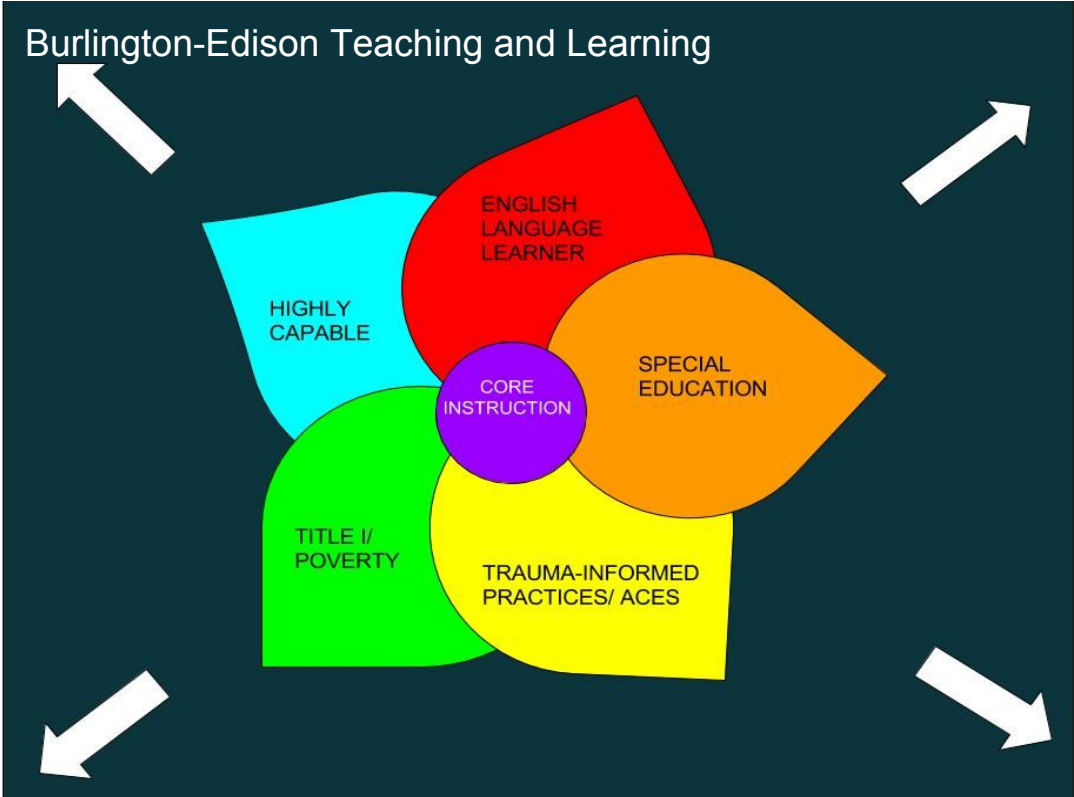 Burlington-Edison Teaching and Learning
ENGLISH
LANGUAGE
LEARNER
HIGHLY
CAPABLE
SPECIAL
EDUCATION
CORE
INSTRUCTION
TITLE I/
POVERTY
TRAUMA-INFORMED
PRACTICES/ ACES